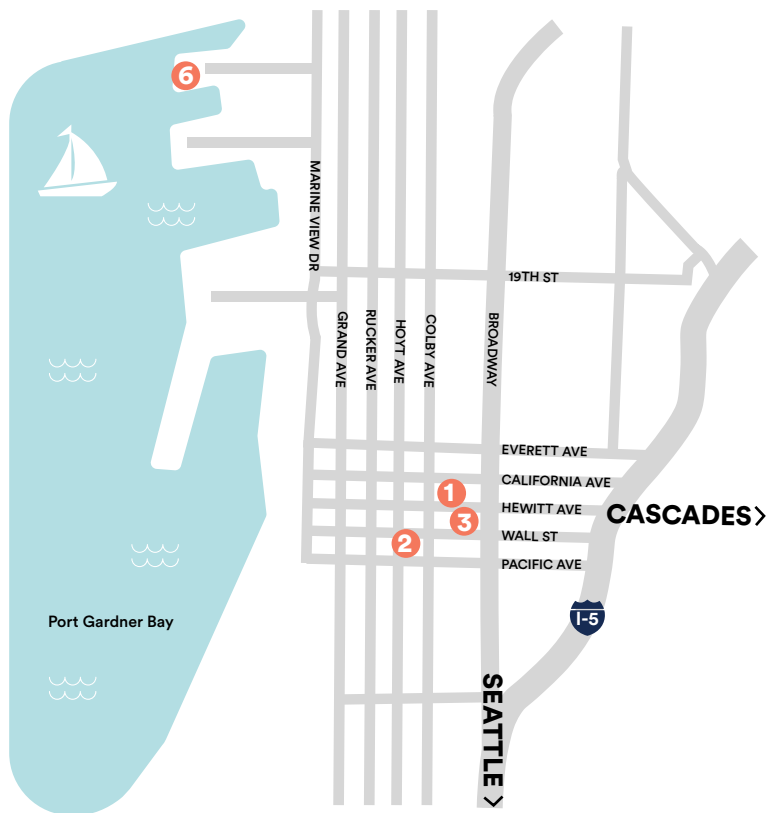 6
MARINE VIEW DR
19TH ST
GRAND AVE
RUCKER AVE
HOYT AVE
COLBY AVE
BROADWAY
EVERETT AVE
CALIFORNIA AVE
1
HEWITT AVE
CASCADES>
3
WALL ST
2
PACIFIC AVE
I-5
Port Gardner Bay
SEATTLE >